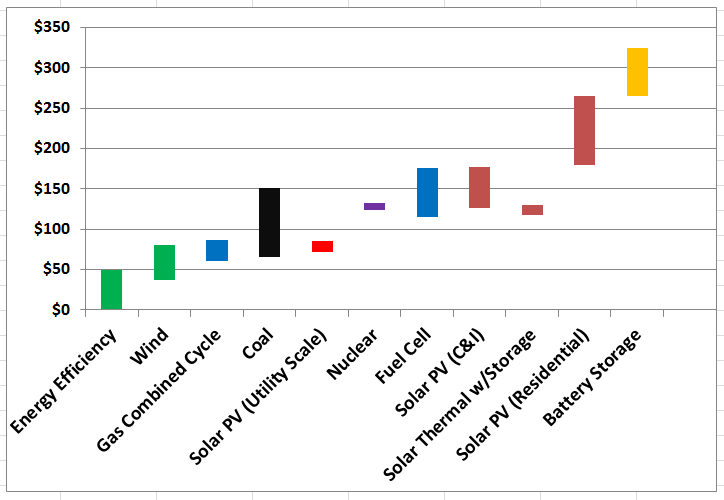 $350
$300
$250
$200
$150
$100
$50
$0
Energy Efficiency
Wind
Gas Combined Cycle
Coal
Solar PV (Utility Scale)
Nuclear
Fuel Cell
Solar PV (C&I)
Solar Thermal w/Storage
Solar PV (Residential)
Battery Storage